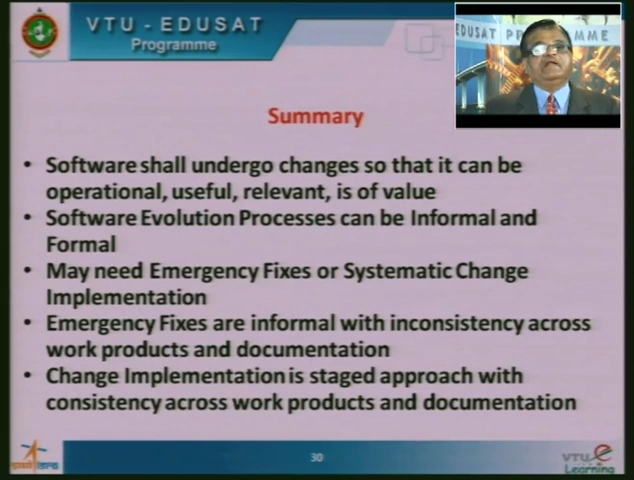 VTU - EDUSAT
Programme
EDUSAT PR MME
Summary
• Software shall undergo changes so that it can be
operational, useful, relevant, is of value
• Software Evolution Processes can be Informal and
Formal
• May need Emergency Fixes or Systematic Change
Implementation
• Emergency Fixes are informal with inconsistency across
work products and documentation
• Change Implementation is staged approach with
consistency across work products and documentation
30
VTU e
Learning